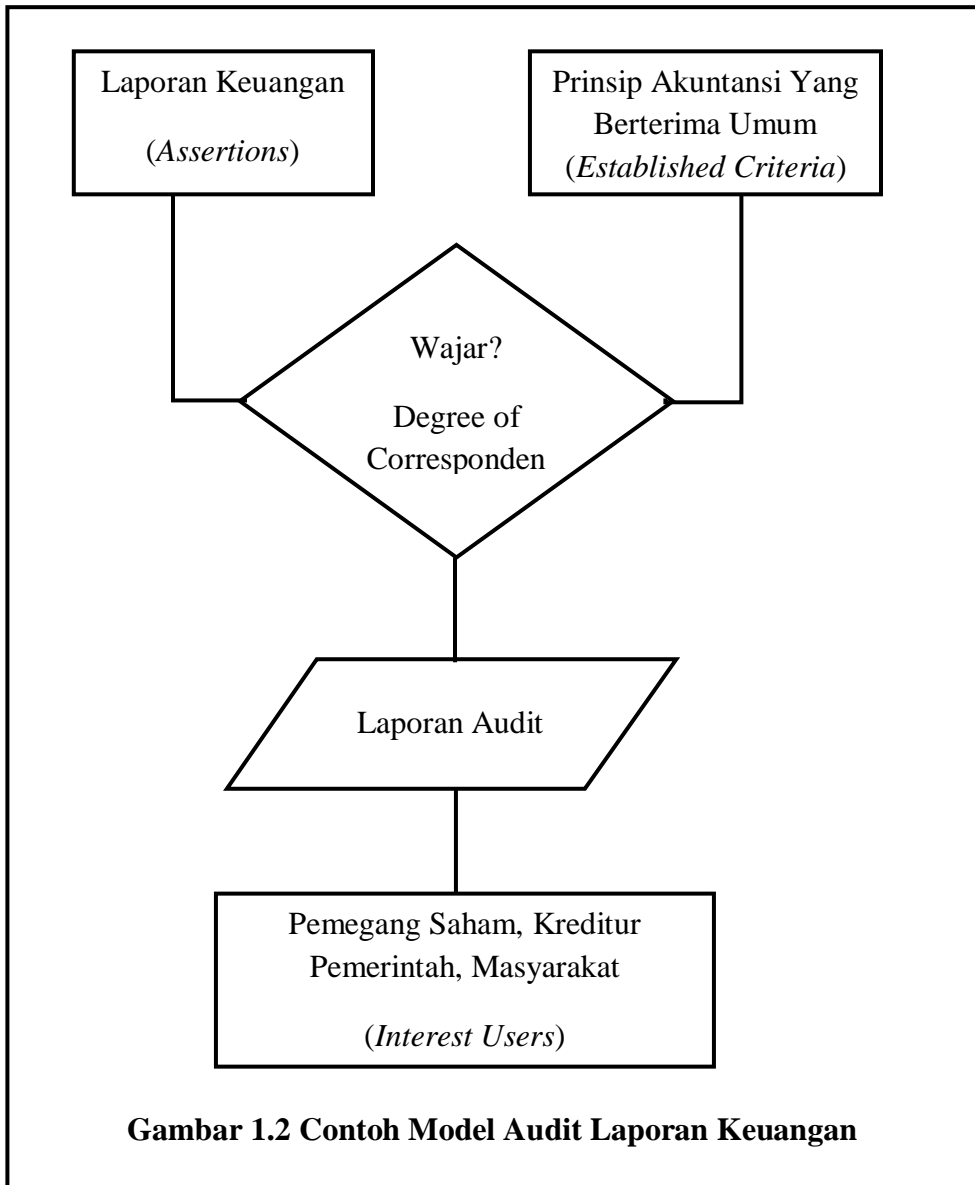 Laporan Keuangan
(Assertions)
Prinsip Akuntansi Yang
Berterima Umum
(Established Criteria)
Wajar?
Degree of
Corresponden
Laporan Audit
Pemegang Saham, Kreditur
Pemerintah, Masyarakat
(Interest Users)
Gambar 1.2 Contoh Model Audit Laporan Keuangan